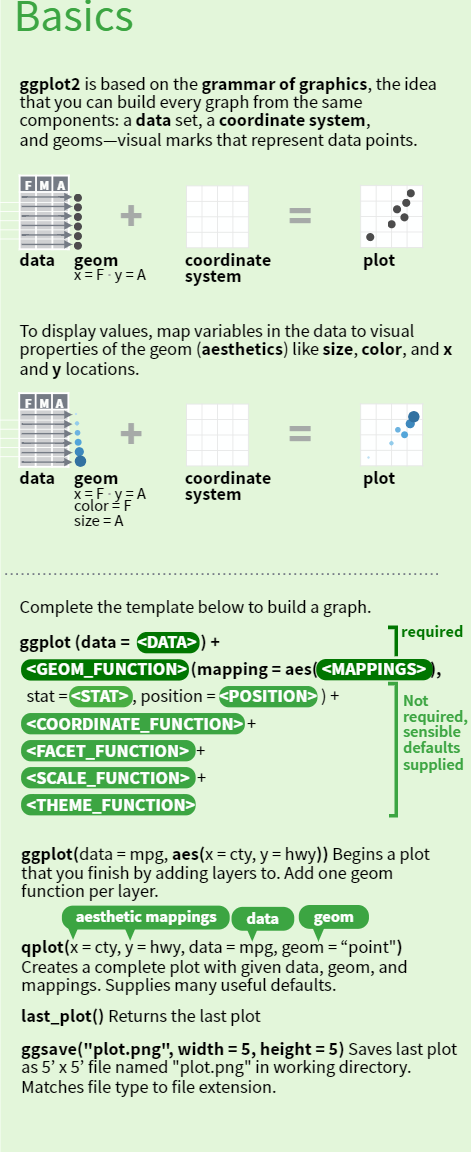 Basics
ggplot2 is based on the grammar of graphics, the idea
that you can build every graph from the same
components: a data set, a coordinate system,
and geoms—visual marks that represent data points.
F M A
+ =
data geom coordinate plot
x = F · y = A system
To display values, map variables in the data to visual
properties of the geom (aesthetics) like size, color, and x
and y locations.
F M A
+ =
data geom coordinate plot
x = F · y = A system
color = F
size = A
Complete the template below to build a graph.
required
ggplot (data = <DATA>) +
<GEOM_FUNCTION>(mapping = aes(<MAPPINGS>),
stat = <STAT>, position = <POSITION>) +
<COORDINATE_FUNCTION> +
<FACET_FUNCTION> +
<SCALE_FUNCTION> +
<THEME_FUNCTION>
Not
required,
sensible
defaults
supplied
ggplot(data = mpg, aes(x = cty, y = hwy)) Begins a plot
that you finish by adding layers to. Add one geom
function per layer.
aesthetic mappings data geom
qplot(x = cty, y = hwy, data = mpg, geom = “point")
Creates a complete plot with given data, geom, and
mappings. Supplies many useful defaults.
last_plot() Returns the last plot
ggsave("plot.png", width = 5, height = 5) Saves last plot
as 5’ x 5’ file named "plot.png" in working directory.
Matches file type to file extension.